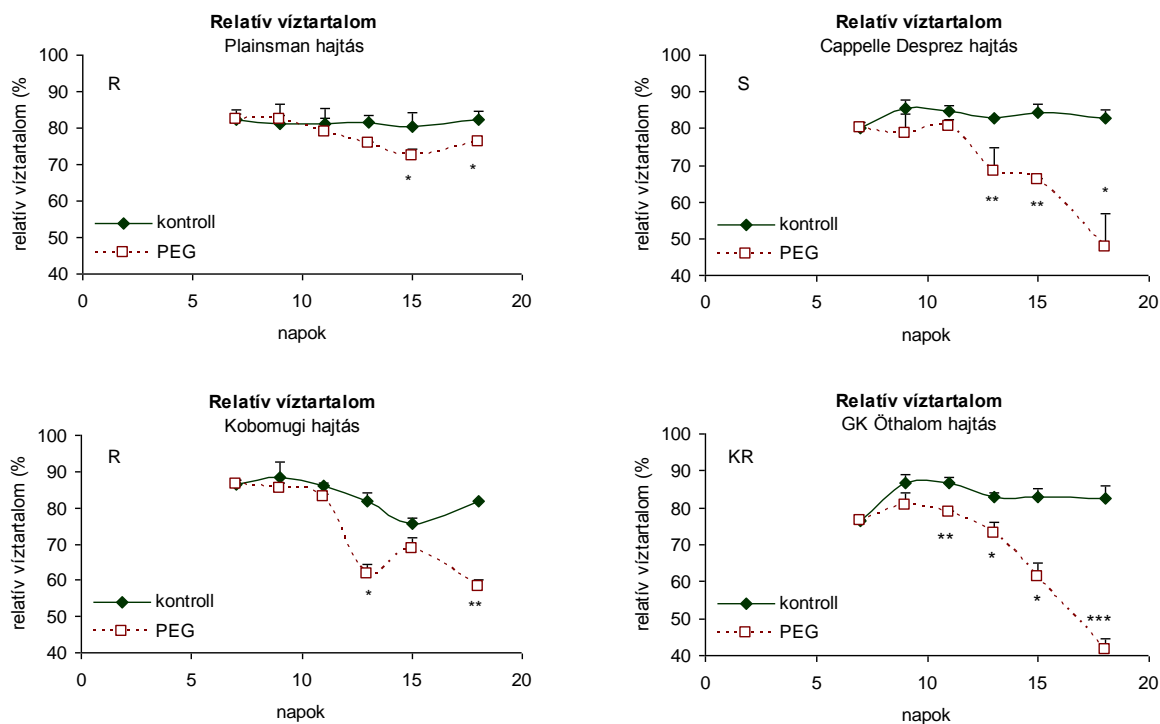 Relatív víztartalom
Plainsman hajtás
100
90
80
70
60
50
40
R
relatív víztartalom (%
kontroll
PEG
*
*
0
5
10
15
20
napok
Relatív víztartalom
Cappelle Desprez hajtás
100
90
80
70
60
50
40
S
relatív víztartalom (%
kontroll
PEG
**
**
*
0
5
10
15
20
napok
Relatív víztartalom
Kobomugi hajtás
100
90
80
70
60
50
40
R
relatív víztartalom (%
kontroll
PEG
*
**
0
5
10
15
20
napok
Relatív víztartalom
GK Öthalom hajtás
100
90
80
70
60
50
40
KR
relatív víztartalom (%
kontroll
PEG
**
*
*
***
0
5
10
15
20
napok